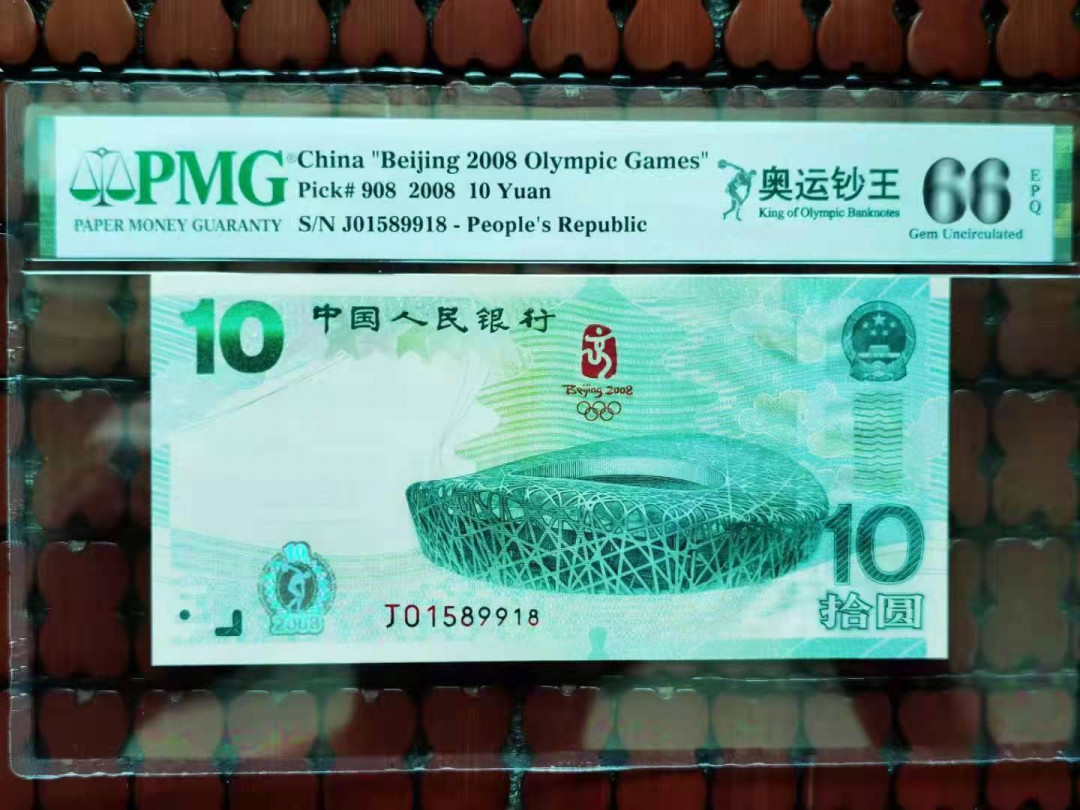 PMG®
PAPER MONEY GUARANTY
China "Beijing 2008 Olympic Games"
Pick# 908 2008 10 Yuan
S/N J01589918 - People's Republic
奥运钞王
King of Olympic Banknotes
66
EPQ
Gem Uncirculated
10
中国人民银行
Beijing 2008
10
2008
J01589918
10
拾圆